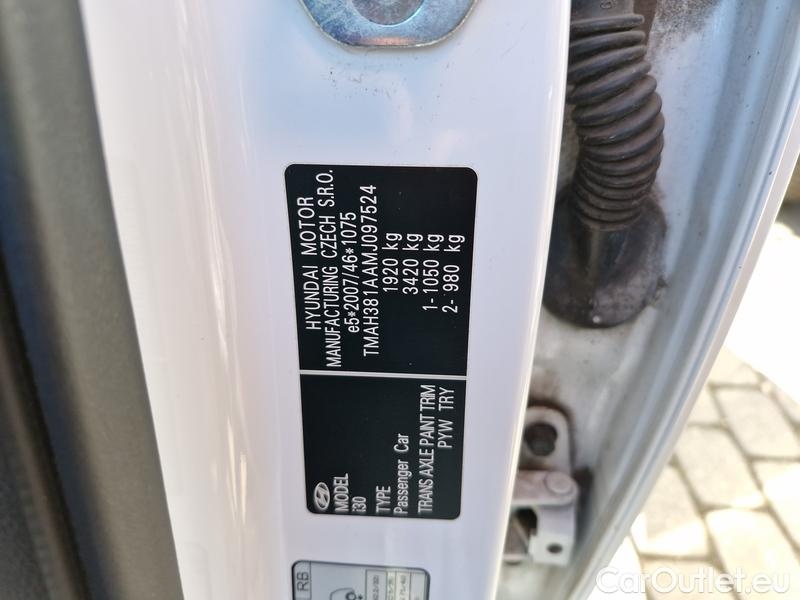 HYUNDAI MOTOR
MANUFACTURING CZECH S.R.O.
e5*2007/46*1075
TMAH381AAMJ097524
1920 kg
3420 kg
1- 1050 kg
2- 980 kg
MODEL
i30
TYPE
Passenger Car
TRANS AXLE PAINT TRIM
PYW TRY
RB
CarOutlet.eu